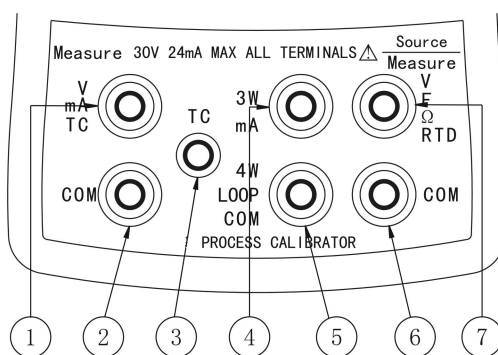 Measure 30V 24mA MAX ALL TERMINALS⚠ Source
Measure
V
mA
TC
TC
3W
mA
V
F
Ω
RTD
COM
4W
LOOP
COM
COM
PROCESS CALIBRATOR
1 2 3 4 5 6 7